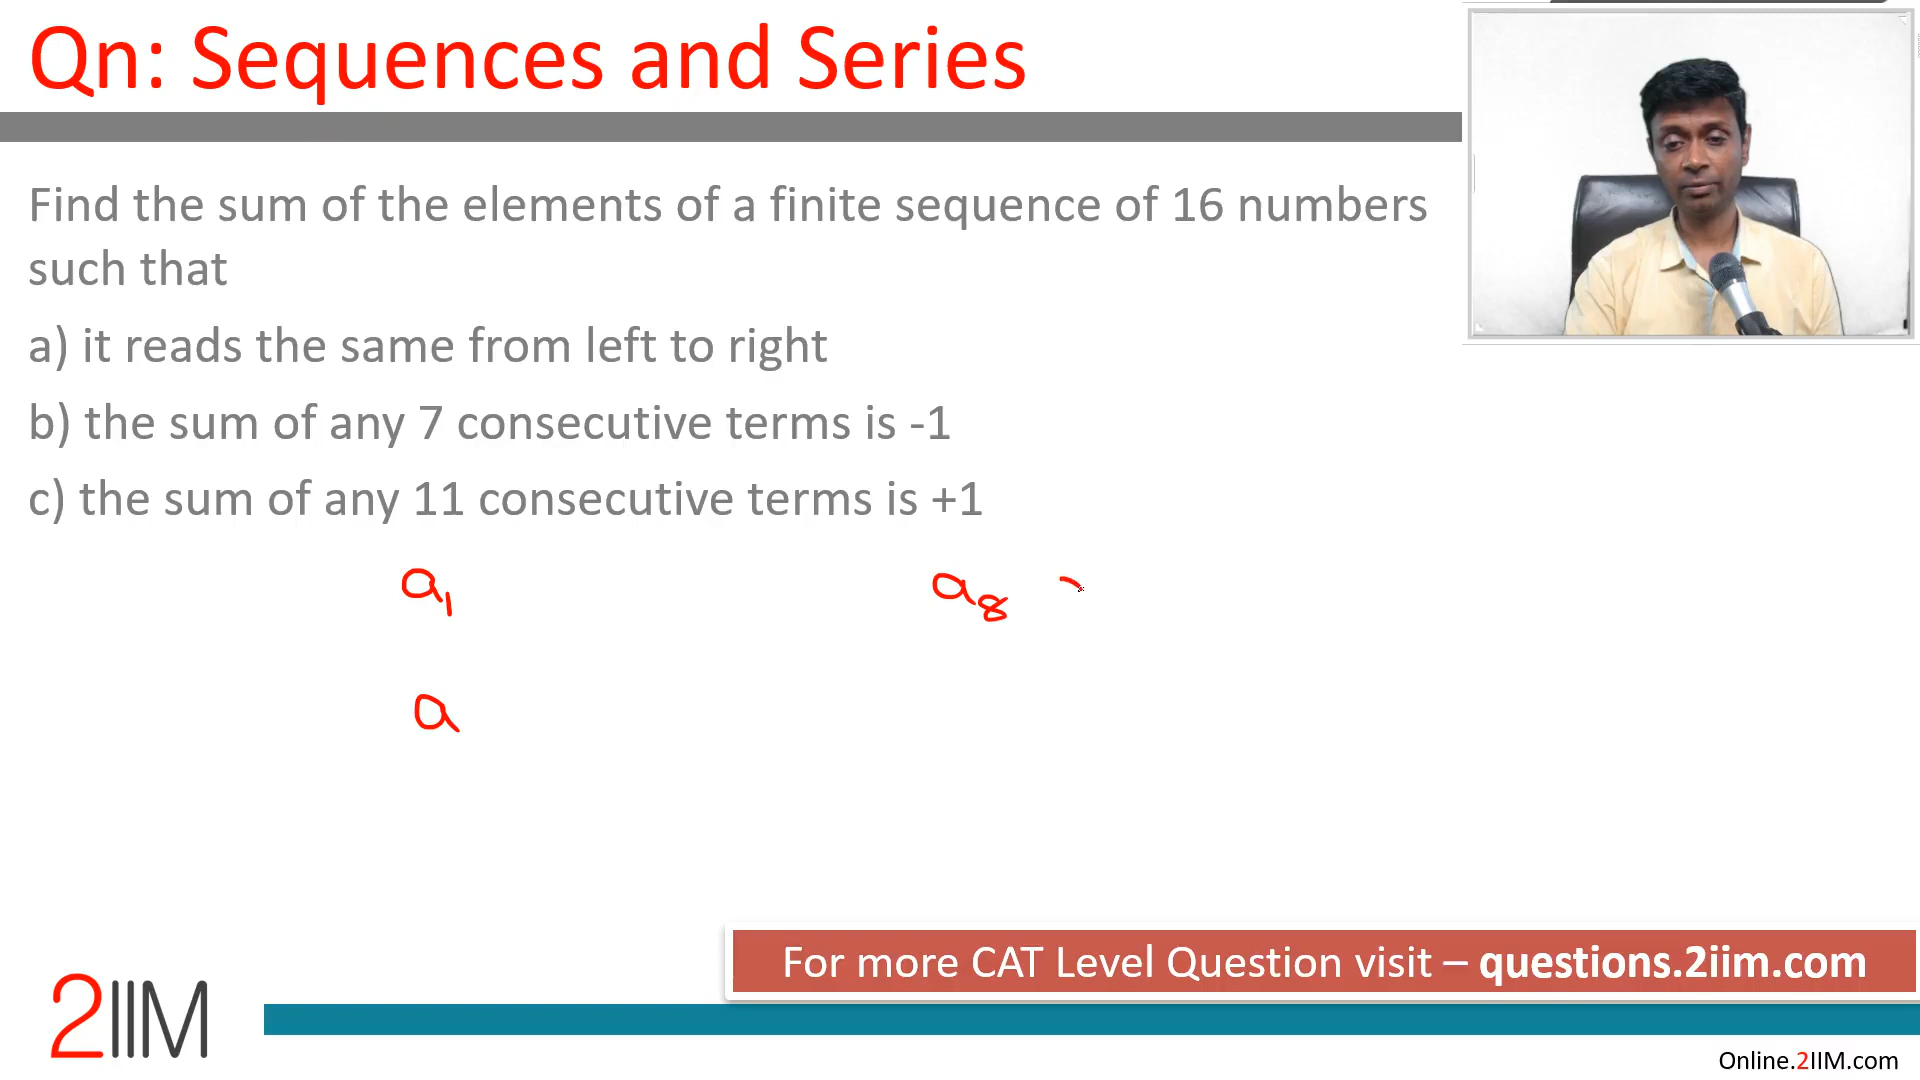 Qn: Sequences and Series
Find the sum of the elements of a finite sequence of 16 numbers
such that
a) it reads the same from left to right
b) the sum of any 7 consecutive terms is -1
c) the sum of any 11 consecutive terms is +1
a₁ a₈
a
For more CAT Level Question visit – questions.2iim.com
2IIM
Online.2IIM.com